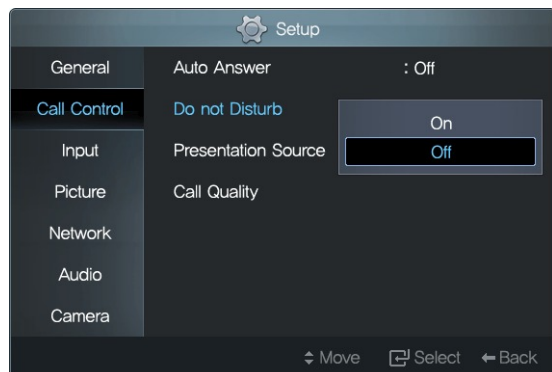 Setup
General
Call Control
Input
Picture
Network
Audio
Camera
Auto Answer : Off
Do not Disturb
Presentation Source
Call Quality
On
Off
Move Select Back